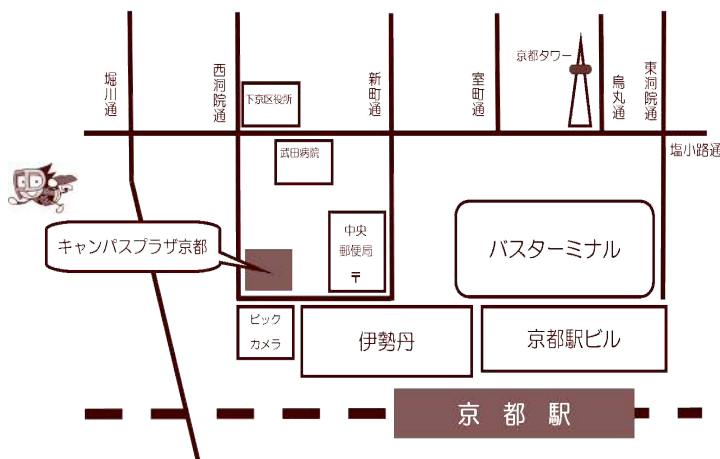 堀川通
西洞院通
新町通
室町通
京都タワー
烏丸通
東洞院通
下京区役所
塩小路通
武田病院
キャンパスプラザ京都
中央
郵便局
〒
バスターミナル
ビック
カメラ
伊勢丹
京都駅ビル
京都駅